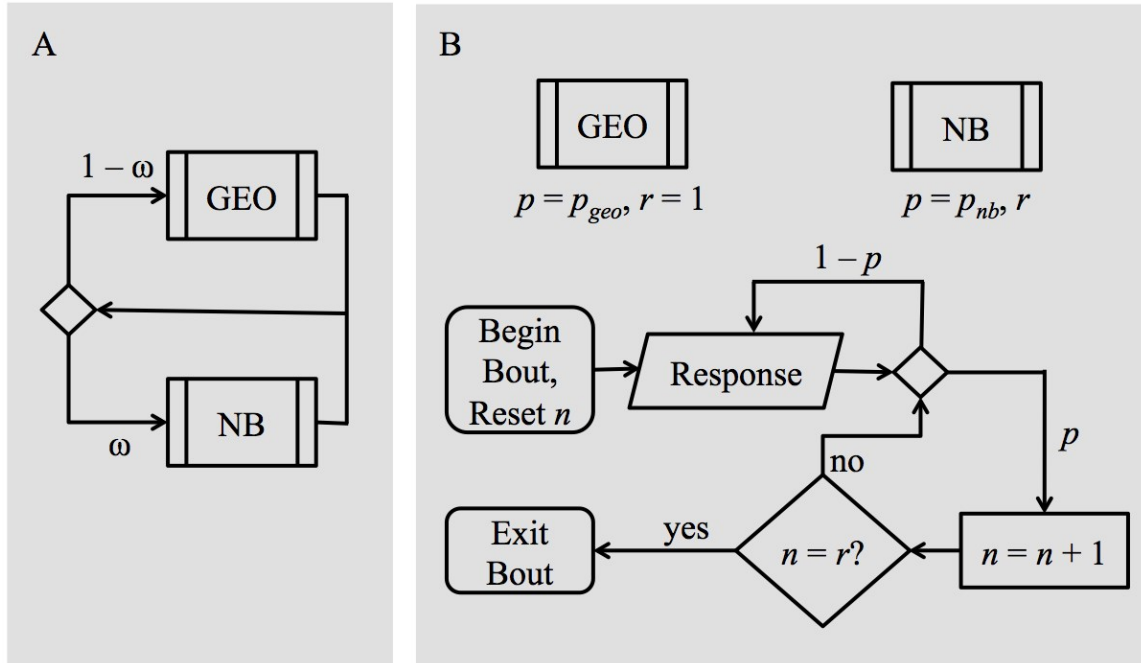 A
1 – ω
GEO
NB
ω
B
GEO
NB
p = p_geo, r = 1
p = p_nb, r
1 – p
Begin
Bout,
Reset n
Response
p
no
yes
Exit
Bout
n = r?
n = n + 1